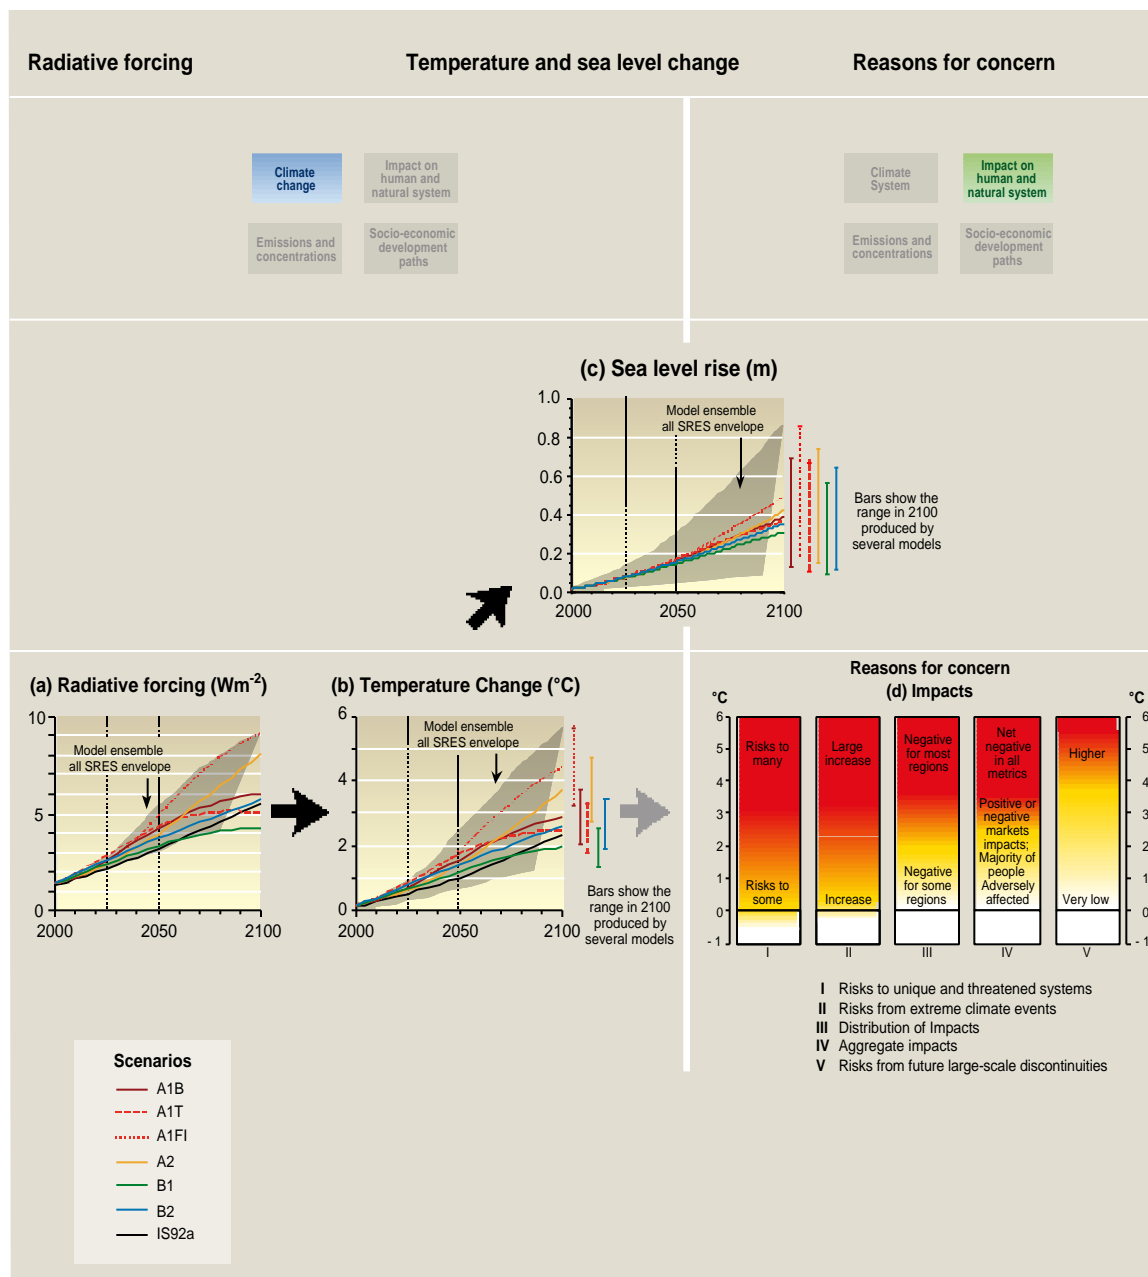 Radiative forcing
Temperature and sea level change
Reasons for concern
Climate
change
Impact on
human and
natural system
Emissions and
concentrations
Socio-economic
development
paths
Climate
System
Impact on
human and
natural system
Emissions and
concentrations
Socio-economic
development
paths
(c) Sea level rise (m)
1.0
0.8
0.6
0.4
0.2
0.0
Model ensemble
all SRES envelope
2000
2050
2100
Bars show the
range in 2100
produced by
several models
(a) Radiative forcing (Wm-2)
10
5
0
Model ensemble
all SRES envelope
2000
2050
2100
(b) Temperature Change (°C)
6
4
2
0
Model ensemble
all SRES envelope
2000
2050
2100
Bars show the
range in 2100
produced by
several models
Reasons for concern
(d) Impacts
°C
6
5
4
3
2
1
0
- 1
Risks to
many
Risks to
some
I
Large
increase
Increase
II
Negative
for most
regions
Negative
for some
regions
III
Net
negative
in all
metrics
Positive or
negative
markets
impacts;
Majority of
people
Adversely
affected
IV
Higher
Very low
V
°C
6
5
4
3
2
1
0
- 1
I Risks to unique and threatened systems
II Risks from extreme climate events
III Distribution of Impacts
IV Aggregate impacts
V Risks from future large-scale discontinuities
Scenarios
A1B
A1T
A1FI
A2
B1
B2
IS92a